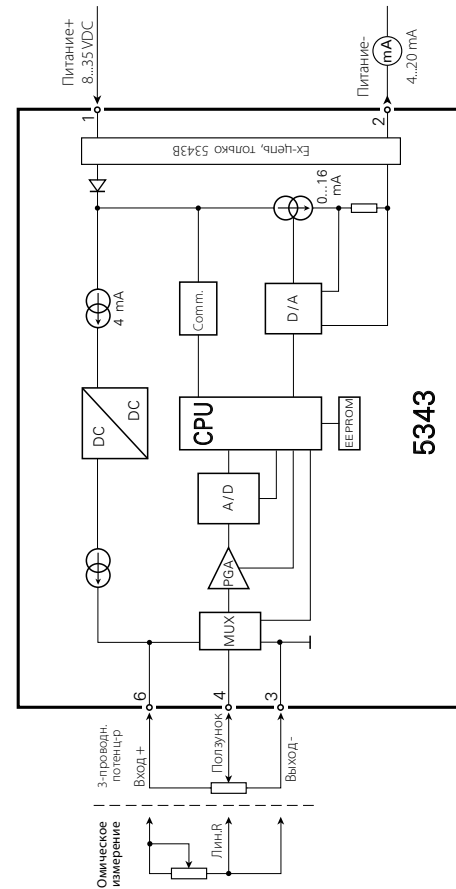 Омическое
измерение
3-проводн.
потенц-р
Вход +
Лин.R
Ползунок
Выход-
6
4
3
MUX
PGA
A/D
CPU
EEPROM
Comm.
D/A
DC
DC
4 mA
0...16
mA
Ex-цепь, только 5343B
1
2
Питание+
8...35 VDC
Питание-
mA
4...20 mA
5343